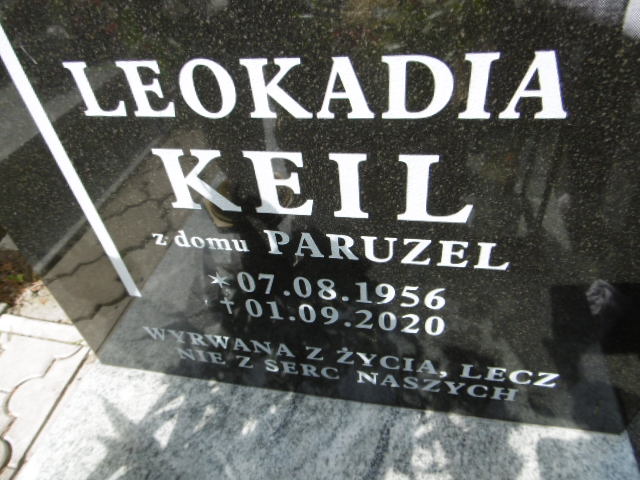 LEOKADIA
KEIL
z domu PARUZEL
*07.08.1956
†01.09.2020
WYRWANA Z ŻYCIA, LECZ
NIE Z SERC NASZYCH